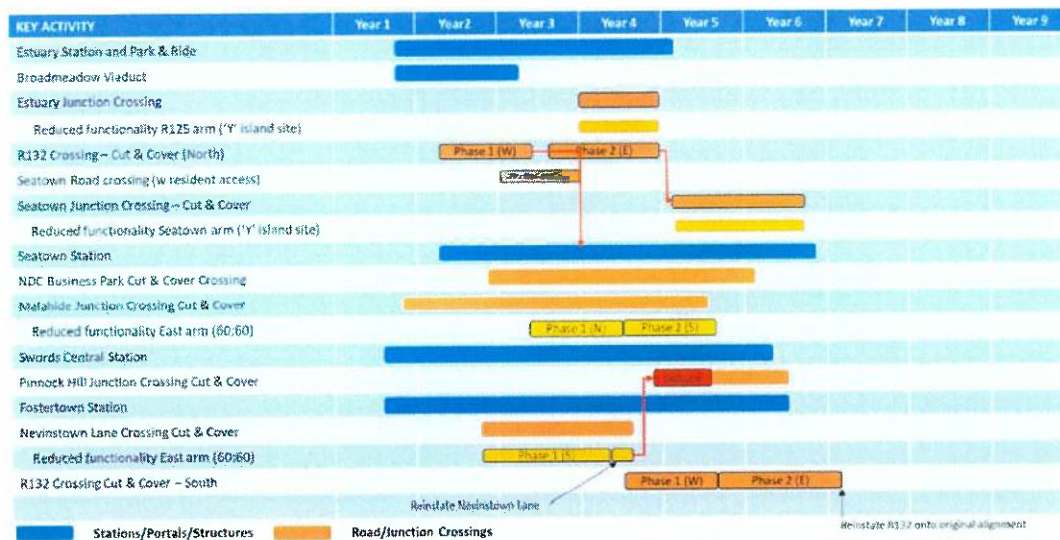 KEY ACTIVITY Year 1 Year2 Year 3 Year 4 Year 5 Year 6 Year 7 Year 8 Year 9
Estuary Station and Park & Ride
Broadmeadow Viaduct
Estuary Junction Crossing
Reduced functionality R125 arm ('Y' island site)
R132 Crossing – Cut & Cover (North) Phase 1 (W) Phase 2 (E)
Seatown Road crossing (w resident access)
Seatown Junction Crossing – Cut & Cover
Reduced functionality Seatown arm ('Y' island site)
Seatown Station
NDC Business Park Cut & Cover Crossing
Malahide Junction Crossing Cut & Cover
Reduced functionality East arm (60:60) Phase 1 (N) Phase 2 (S)
Swords Central Station
Pinnock Hill Junction Crossing Cut & Cover
Fostertown Station
Nevinstown Lane Crossing Cut & Cover
Reduced functionality East arm (60:60) Phase 1 (S)
R132 Crossing Cut & Cover – South Phase 1 (W) Phase 2 (E)
Reinstate Nevinstown Lane
Stations/Portals/Structures Road/Junction Crossings Reinstate R132 onto original alignment